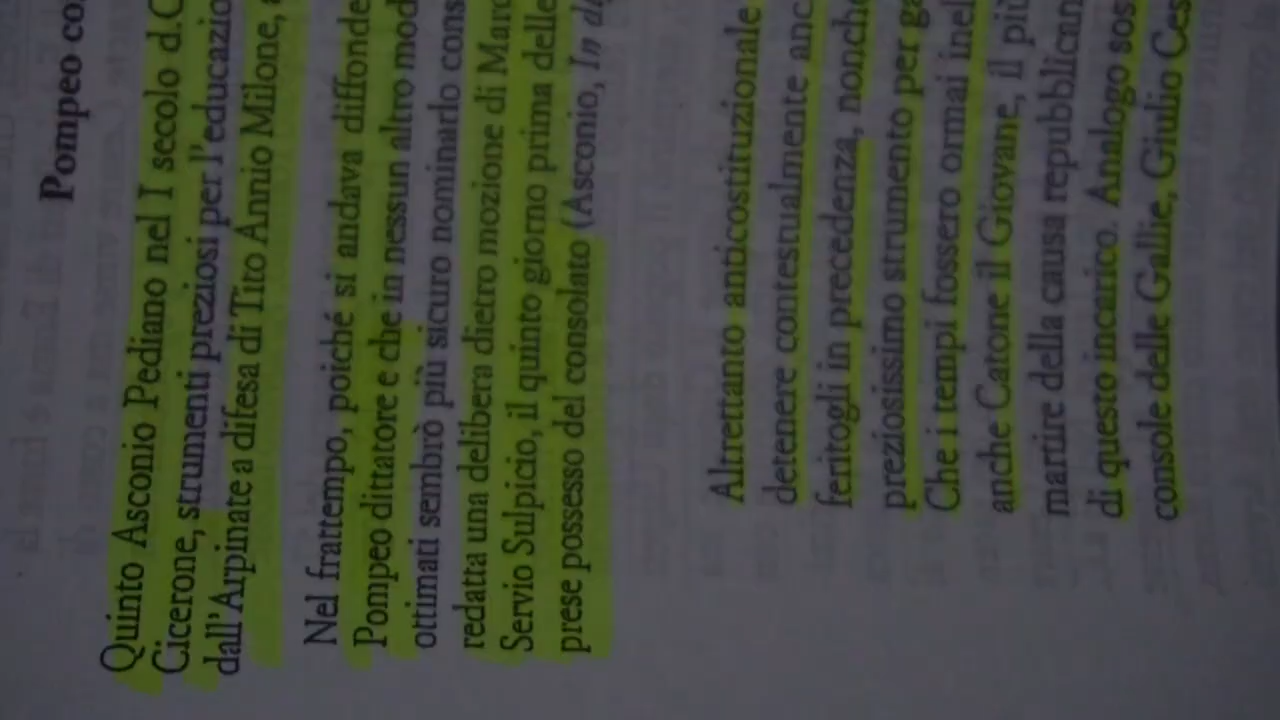 Pompeo co
Quinto Asconio Pediano nel I secolo d.C
Cicerone, strumenti preziosi per l'educazio
dall'Arpinate a difesa di Tito Annio Milone,
Nel frattempo, poiché si andava diffonde
Pompeo dittatore e che in nessun altro mod
ottimati sembrò più sicuro nominarlo cons
redatta una delibera dietro mozione di Marc
Servio Sulpicio, il quinto giorno prima delle
prese possesso del consolato (Asconio, In
Altrettanto anticostituzionale
detenere contestualmente anc
feritogli in precedenza, nonché
preziosissimo strumento per ga
Che i tempi fossero ormai inel
anche Catone il Giovane, il più
martire della causa repubblican
di questo incarico. Analogo sos
console delle Gallie, Giulio Ces